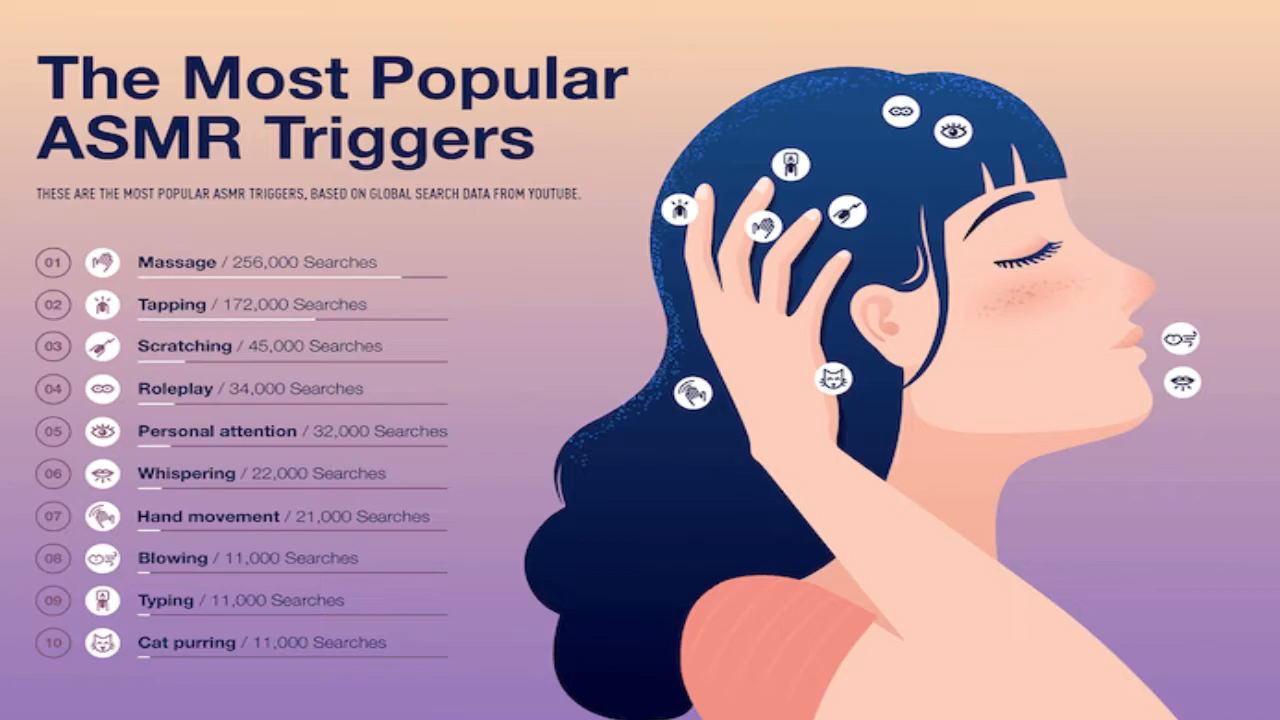 The Most Popular
ASMR Triggers
THESE ARE THE MOST POPULAR ASMR TRIGGERS, BASED ON GLOBAL SEARCH DATA FROM YOUTUBE.
01 Massage / 256,000 Searches
02 Tapping / 172,000 Searches
03 Scratching / 45,000 Searches
04 Roleplay / 34,000 Searches
05 Personal attention / 32,000 Searches
06 Whispering / 22,000 Searches
07 Hand movement / 21,000 Searches
08 Blowing / 11,000 Searches
09 Typing / 11,000 Searches
10 Cat purring / 11,000 Searches